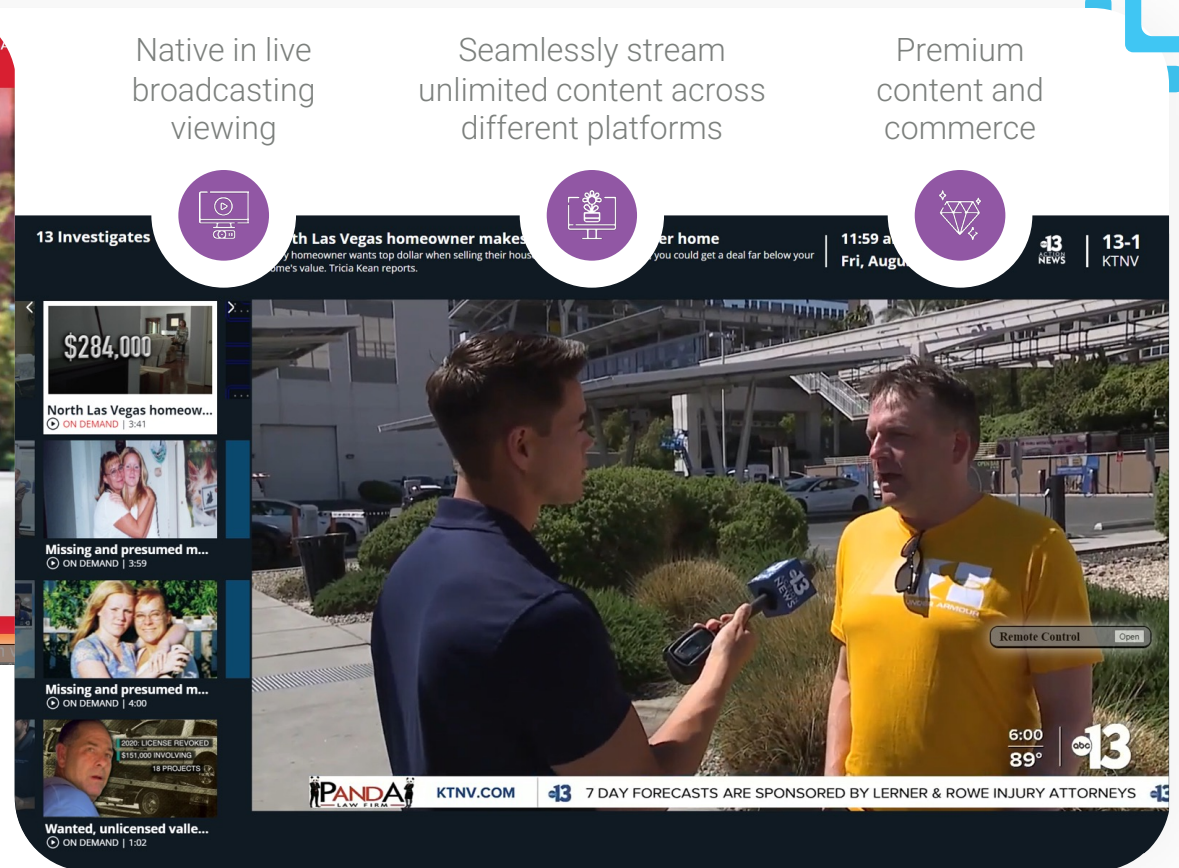 Native in live
broadcasting
viewing
Seamlessly stream
unlimited content across
different platforms
Premium
content and
commerce
13 Investigates
th Las Vegas homeowner makes
er home
homeowner wants top dollar when selling their hous
you could get a deal far below your
ome's value. Tricia Kean reports.
11:59 a
Fri, Augu
13
ACTION
NEWS
13-1
KTNV
$284,000
North Las Vegas homeow...
ON DEMAND | 3:41
Missing and presumed m...
ON DEMAND | 3:59
Missing and presumed m...
ON DEMAND | 4:00
2020: LICENSE REVOKED
$151,000 INVOLVING
18 PROJECTS
Wanted, unlicensed valle...
ON DEMAND | 1:02
13
NEWS
UNDER ARMOUR
Remote Control
Open
6:00
89°
abc 13
PANDA
LAW FIRM
KTNV.COM
13
7 DAY FORECASTS ARE SPONSORED BY LERNER & ROWE INJURY ATTORNEYS